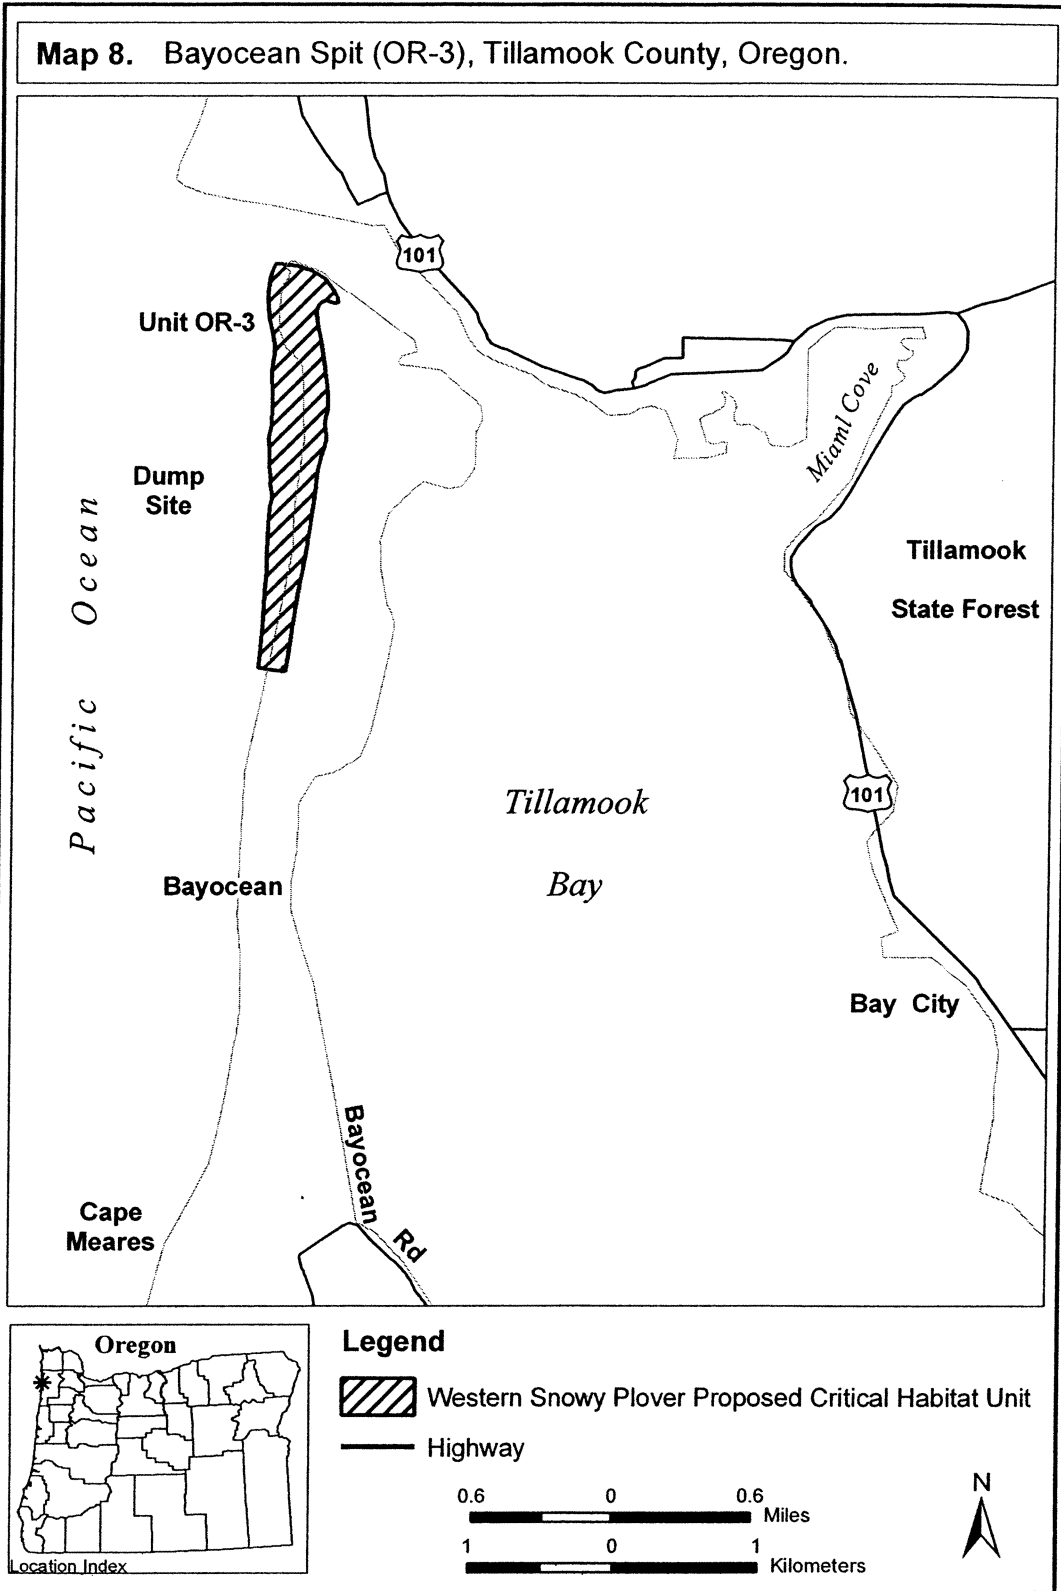 Map 8. Bayocean Spit (OR-3), Tillamook County, Oregon.
101
Unit OR-3
Miami Cove
Dump
Site
Pacific Ocean
Tillamook
State Forest
101
Tillamook
Bay
Bayocean
Bay City
Bayocean Rd
Cape
Meares
Oregon
Location Index
Legend
Western Snowy Plover Proposed Critical Habitat Unit
Highway
0.6 0 0.6
Miles
1 0 1
Kilometers
N